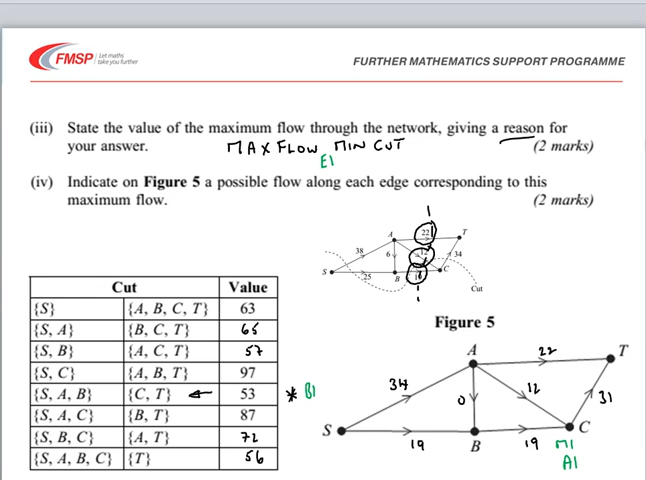 FMSP Let maths
take you further
FURTHER MATHEMATICS SUPPORT PROGRAMME
(iii) State the value of the maximum flow through the network, giving a reason for
your answer. MAX FLOW MIN CUT (2 marks)
E1
(iv) Indicate on Figure 5 a possible flow along each edge corresponding to this
maximum flow. (2 marks)
A 22 T
38 6 12 34
S 25 B C
Cut
Cut Value
{S} {A, B, C, T} 63
{S, A} {B, C, T} 65
{S, B} {A, C, T} 57
{S, C} {A, B, T} 97
{S, A, B} {C, T} 53 * B1
{S, A, C} {B, T} 87
{S, B, C} {A, T} 72
{S, A, B, C} {T} 56
Figure 5
A 22 T
34 0 12 31
S 19 B 19 C
M1
A1